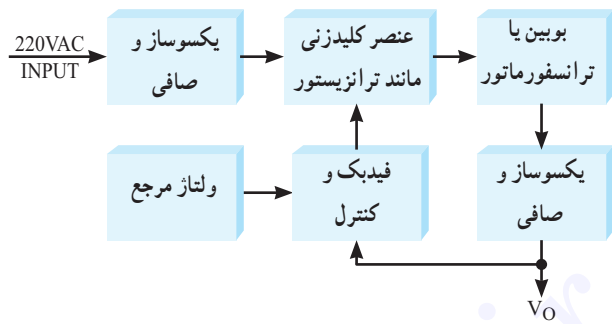 220VAC
INPUT
یکسوساز و
صافی
عنصر کلیدزنی
مانند ترانزیستور
بوبین یا
ترانسفورماتور
ولتاژ مرجع
فیدبک و
کنترل
یکسوساز و
صافی
VO